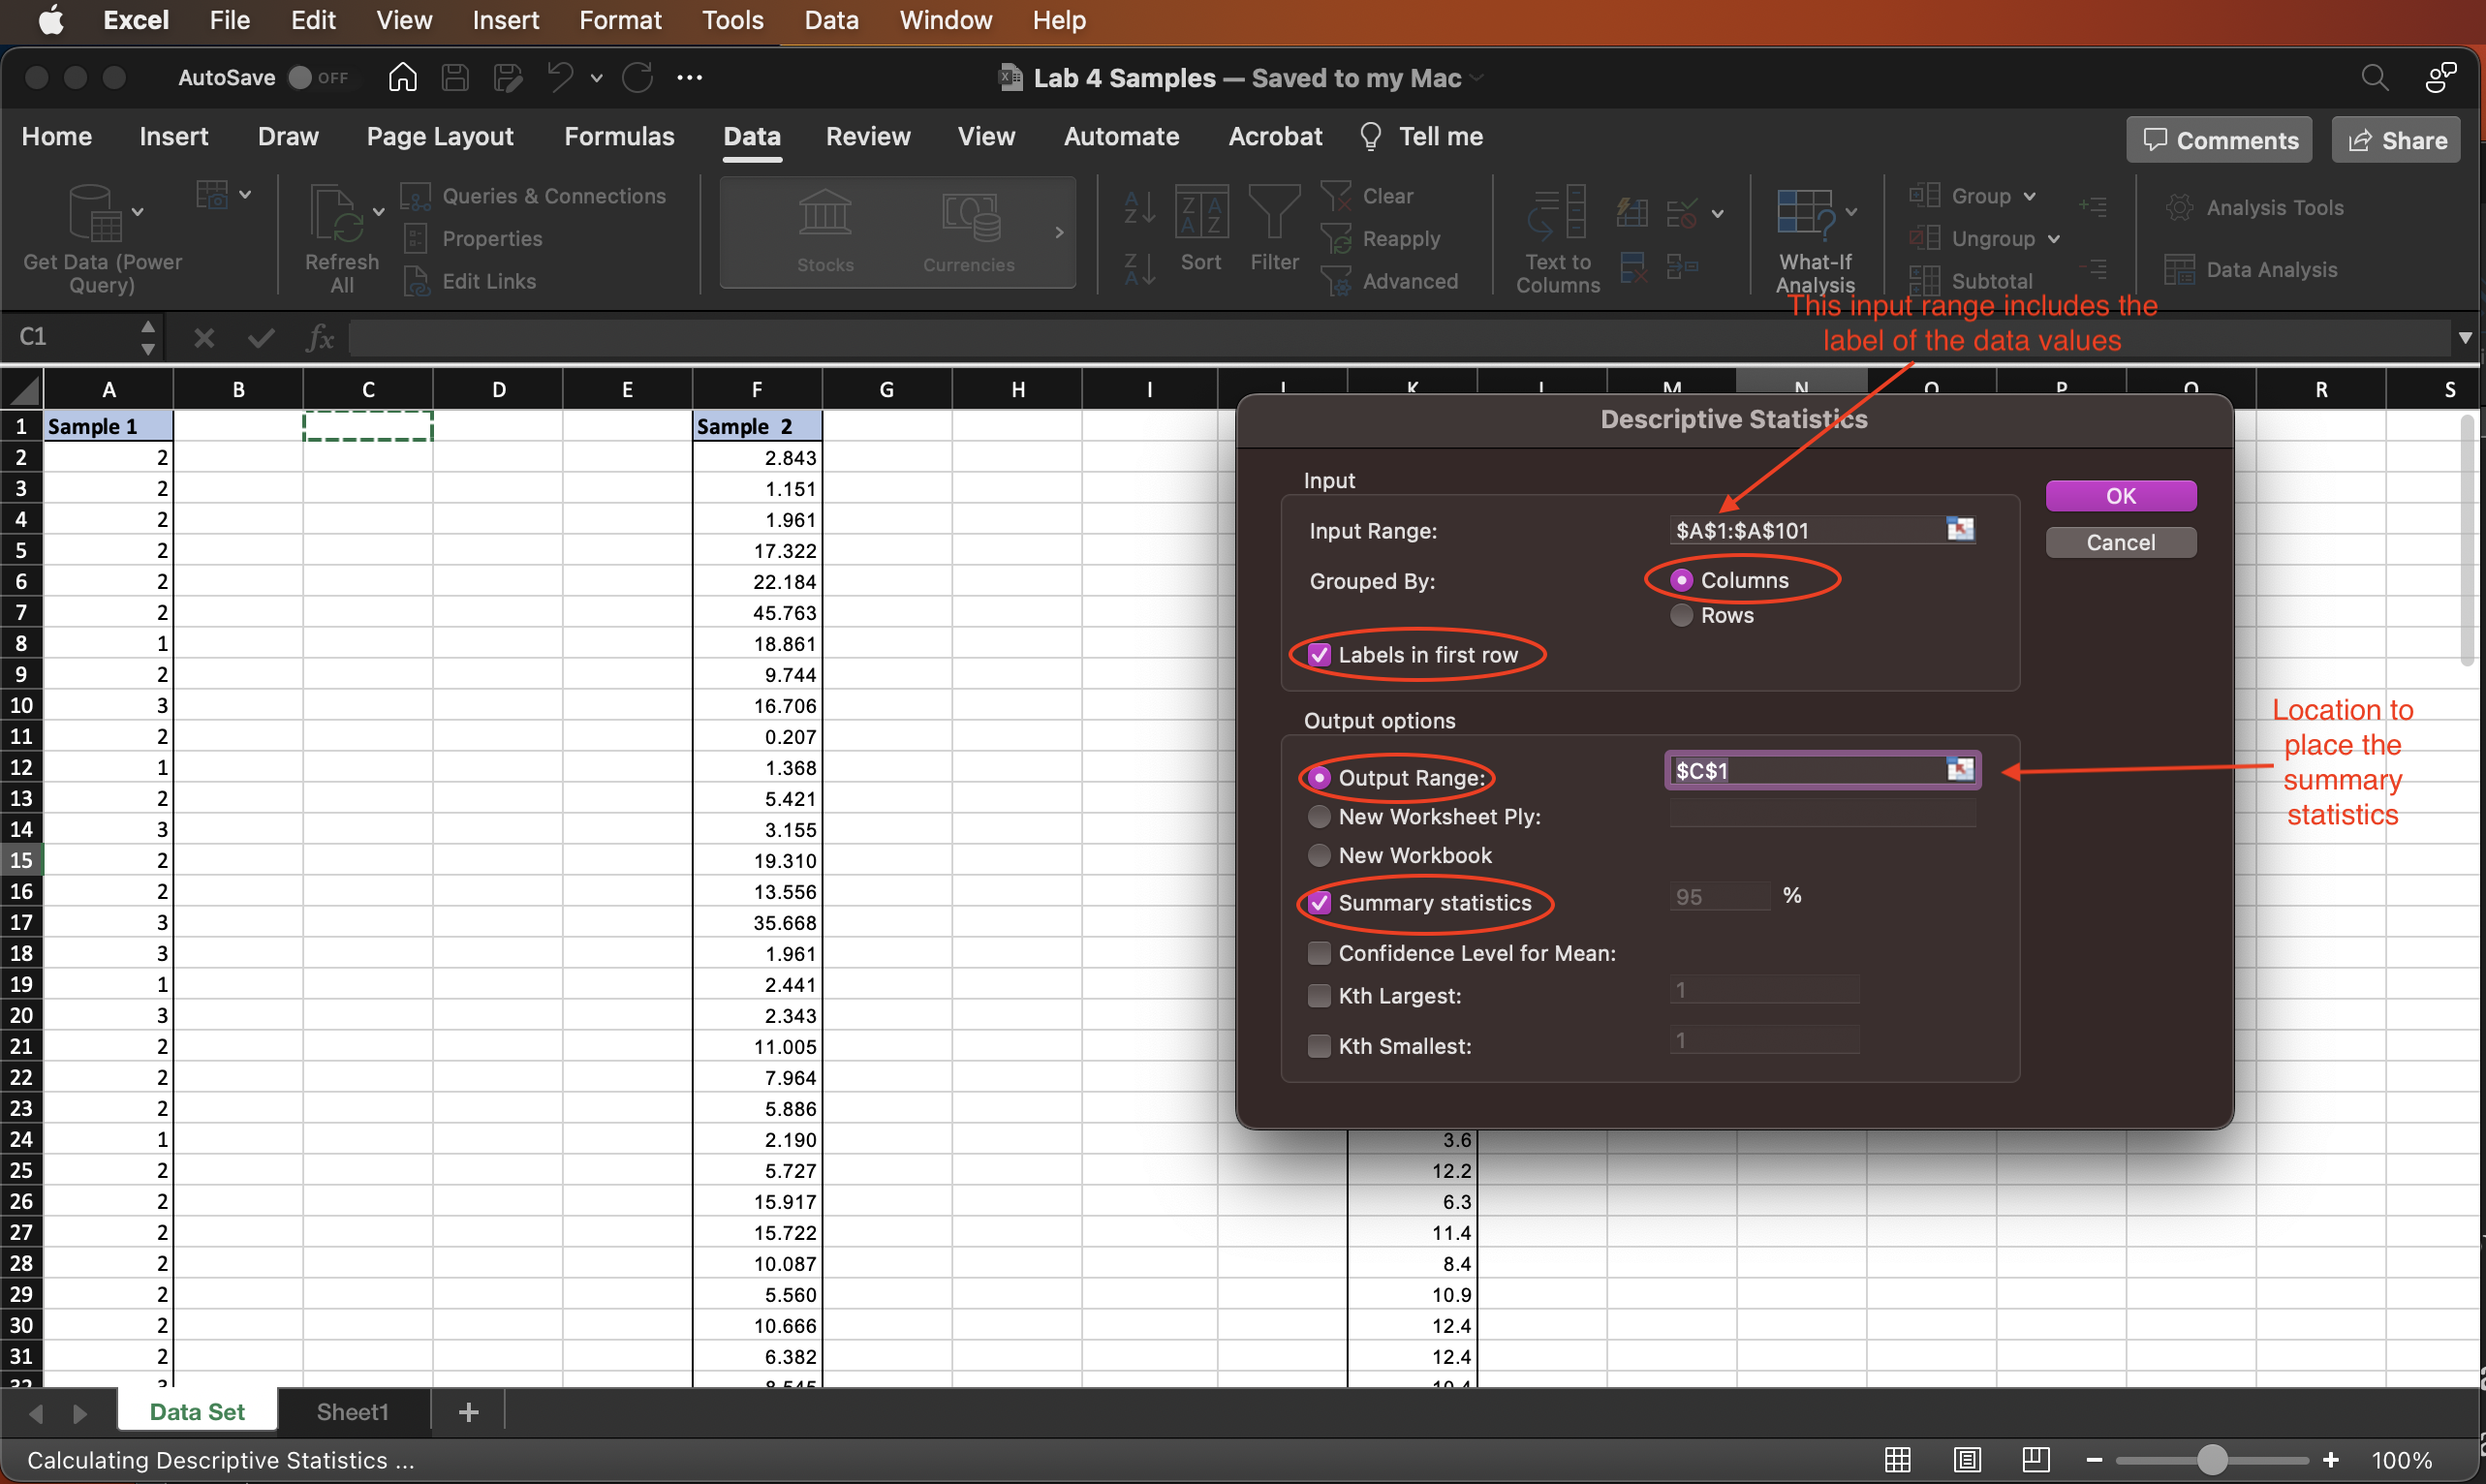 Excel File Edit View Insert Format Tools Data Window Help
AutoSave OFF Lab 4 Samples — Saved to my Mac
Home Insert Draw Page Layout Formulas Data Review View Automate Acrobat Tell me Comments Share
Get Data (Power Query) Refresh All Queries & Connections Properties Edit Links Stocks Currencies Sort Filter Clear Reapply Advanced Text to Columns What-If Analysis Group Ungroup Subtotal Analysis Tools Data Analysis
This input range includes the
label of the data values
C1 fx
A B C D E F G H I K M N O P Q R S
1 Sample 1 Sample 2
2 2 2.843
3 2 1.151
4 2 1.961
5 2 17.322
6 2 22.184
7 2 45.763
8 1 18.861
9 2 9.744
10 3 16.706
11 2 0.207
12 1 1.368
13 2 5.421
14 3 3.155
15 2 19.310
16 2 13.556
17 3 35.668
18 3 1.961
19 1 2.441
20 3 2.343
21 2 11.005
22 2 7.964
23 2 5.886
24 1 2.190 3.6
25 2 5.727 12.2
26 2 15.917 6.3
27 2 15.722 11.4
28 2 10.087 8.4
29 2 5.560 10.9
30 2 10.666 12.4
31 2 6.382 12.4
32 3 8.545 10.4
Descriptive Statistics
Input
Input Range: $A$1:$A$101
Grouped By: Columns
Rows
Labels in first row
OK
Cancel
Output options
Output Range: $C$1
New Worksheet Ply:
New Workbook
Summary statistics 95 %
Confidence Level for Mean:
Kth Largest: 1
Kth Smallest: 1
Location to
place the
summary
statistics
Data Set Sheet1 +
Calculating Descriptive Statistics ... 100%